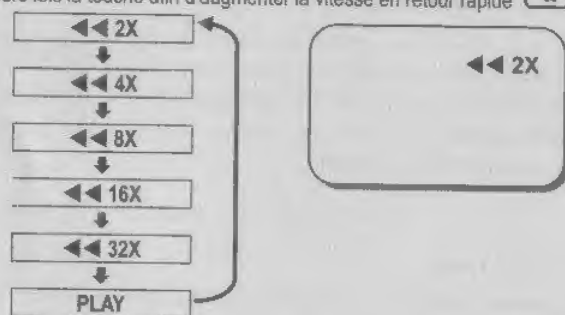 fois la touche afin d'augmenter la vitesse en retour rapide
◀◀ 2X
◀◀ 4X
◀◀ 8X
◀◀ 16X
◀◀ 32X
PLAY
◀◀ 2X